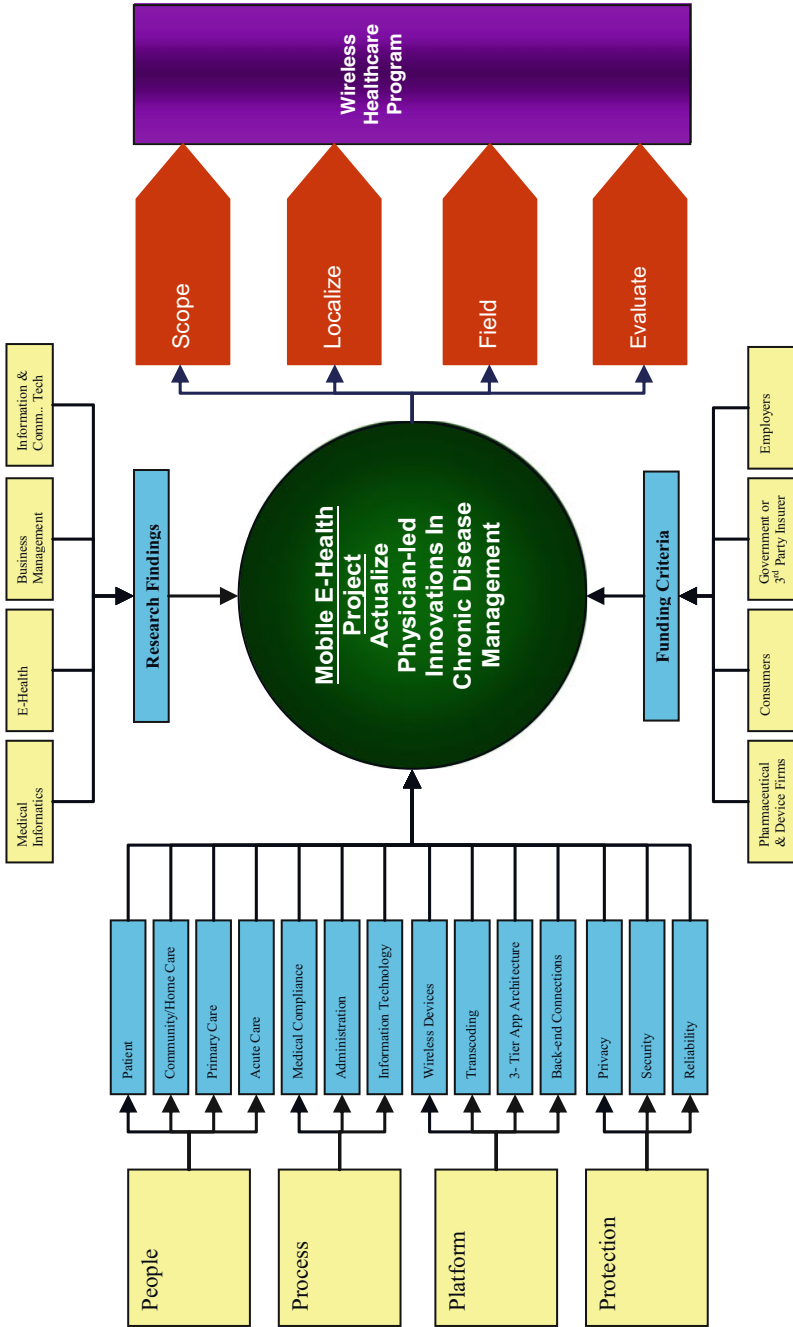 People
Process
Platform
Protection
Patient
Community/Home Care
Primary Care
Acute Care
Medical Compliance
Administration
Information Technology
Wireless Devices
Transcoding
3- Tier App Architecture
Back-end Connections
Privacy
Security
Reliability
Medical
Informatics
E-Health
Business
Management
Information &
Comm.. Tech
Research Findings
Mobile E-Health
Project
Actualize
Physician-led
Innovations In
Chronic Disease
Management
Funding Criteria
Pharmaceutical
& Device Firms
Consumers
Government or
3rd Party Insurer
Employers
Scope
Localize
Field
Evaluate
Wireless
Healthcare
Program